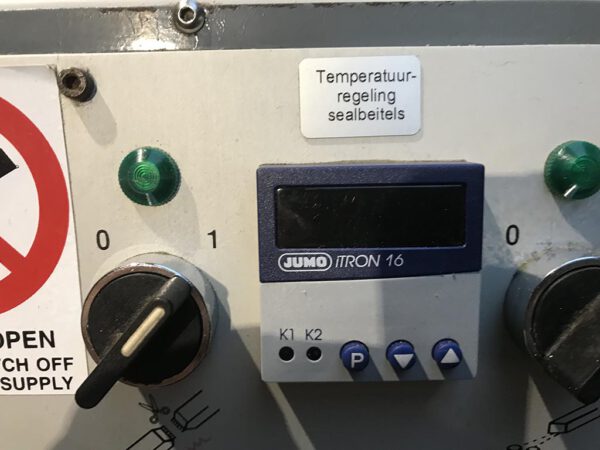 Temperatuur-
regeling
sealbeitels
0
1
0
JUMO iTRON 16
K1 K2
P
OPEN
TCH OFF
SUPPLY